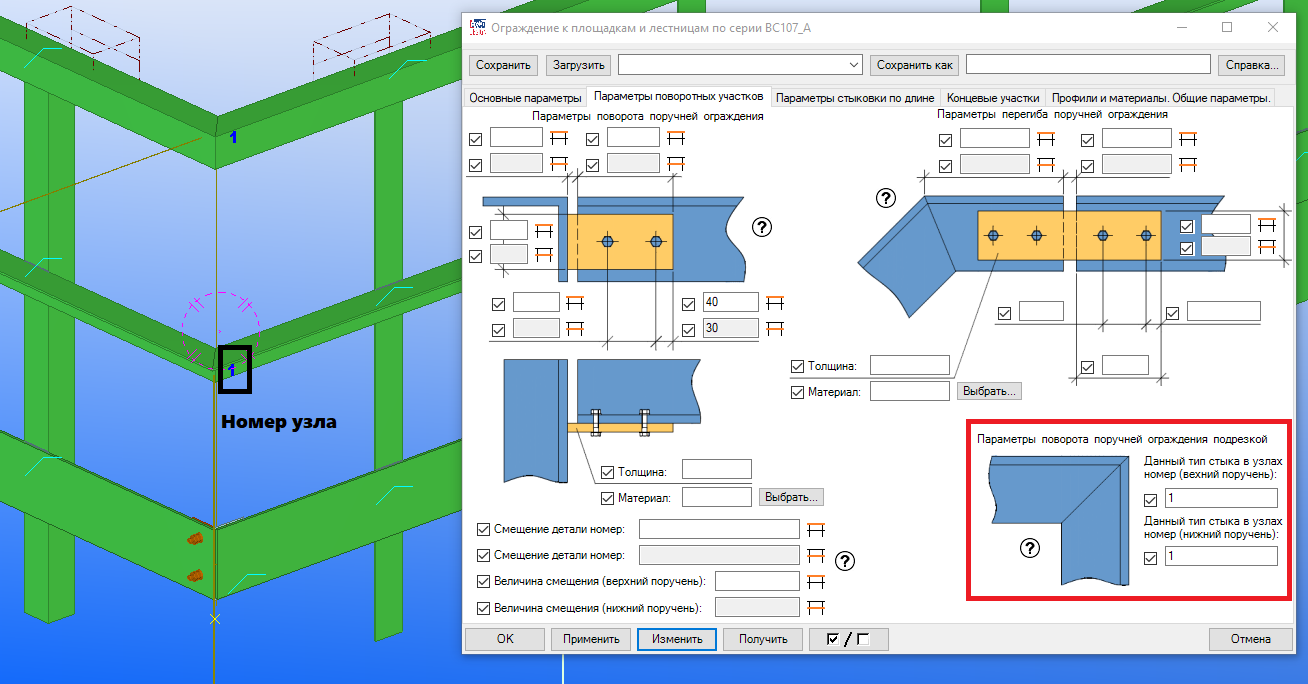 Ограждение к площадкам и лестницам по серии ВС107_А
Сохранить
Загрузить
Сохранить как
Справка...
Основные параметры
Параметры поворотных участков
Параметры стыковки по длине
Концевые участки
Профили и материалы. Общие параметры.
Параметры поворота поручней ограждения
?
40
30
Толщина:
Материал:
Выбрать...
Смещение детали номер:
Смещение детали номер:
?
Величина смещения (верхний поручень):
Величина смещения (нижний поручень):
Параметры перегиба поручней ограждения
?
Толщина:
Материал:
Выбрать...
Параметры поворота поручней ограждения подрезкой
Данный тип стыка в узлах
номер (вехний поручень):
1
Данный тип стыка в узлах
номер (нижний поручень):
1
?
OK
Применить
Изменить
Получить
/
Отмена
1
1
Номер узла